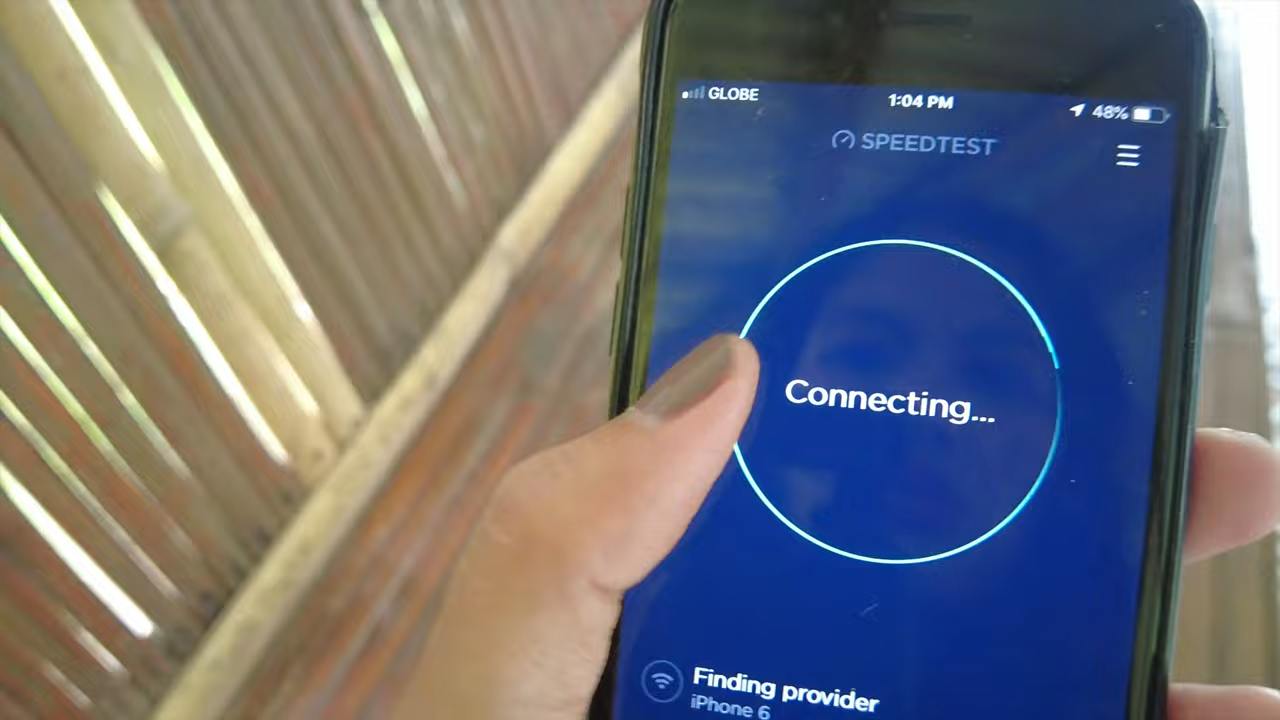 GLOBE
1:04 PM
48%
SPEEDTEST
Connecting...
Finding provider
iPhone 6